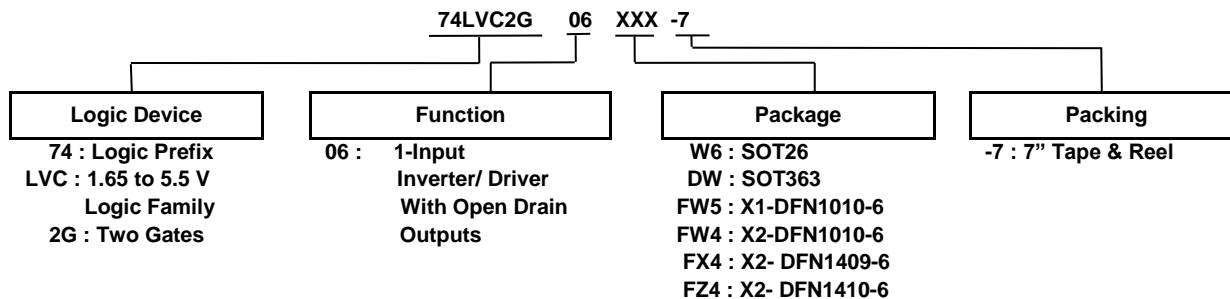 74LVC2G 06 XXX -7
Logic Device
74 : Logic Prefix
LVC : 1.65 to 5.5 V
Logic Family
2G : Two Gates
Function
06 : 1-Input
Inverter/ Driver
With Open Drain
Outputs
Package
W6 : SOT26
DW : SOT363
FW5 : X1-DFN1010-6
FW4 : X2-DFN1010-6
FX4 : X2- DFN1409-6
FZ4 : X2- DFN1410-6
Packing
-7 : 7” Tape & Reel